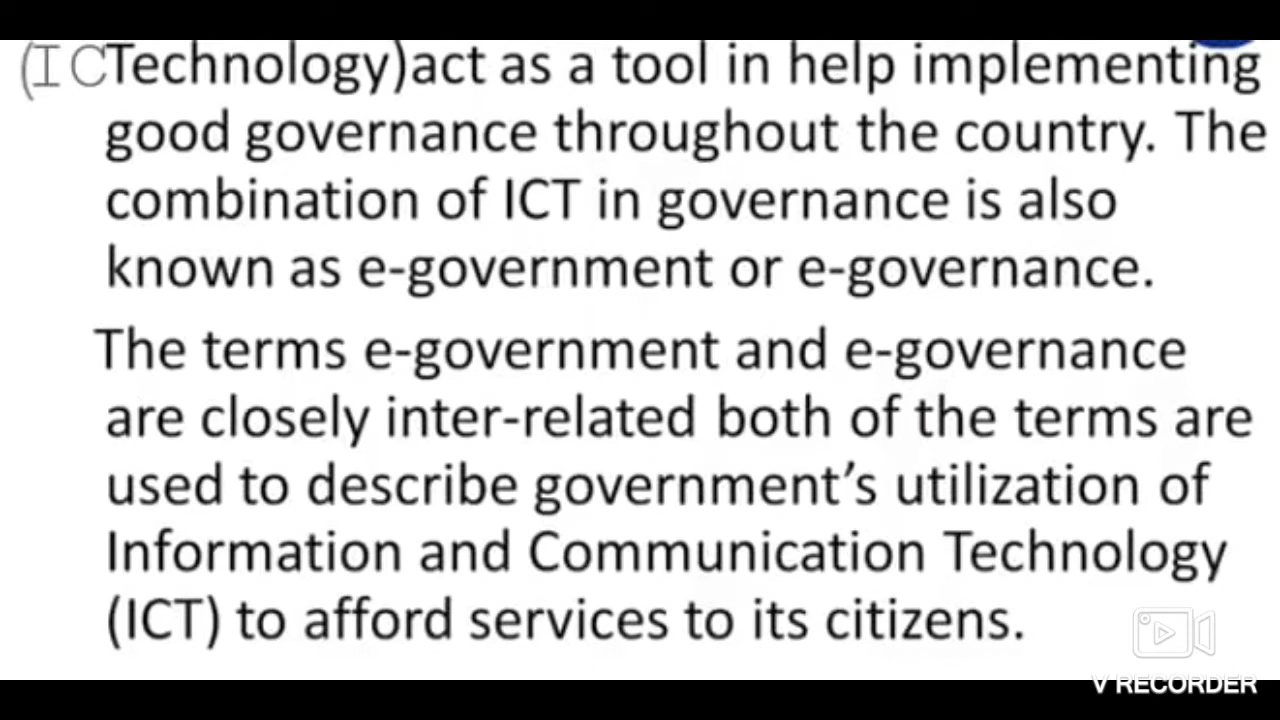 (ICTechnology)act as a tool in help implementing
good governance throughout the country. The
combination of ICT in governance is also
known as e-government or e-governance.
The terms e-government and e-governance
are closely inter-related both of the terms are
used to describe government’s utilization of
Information and Communication Technology
(ICT) to afford services to its citizens.
V RECORDER